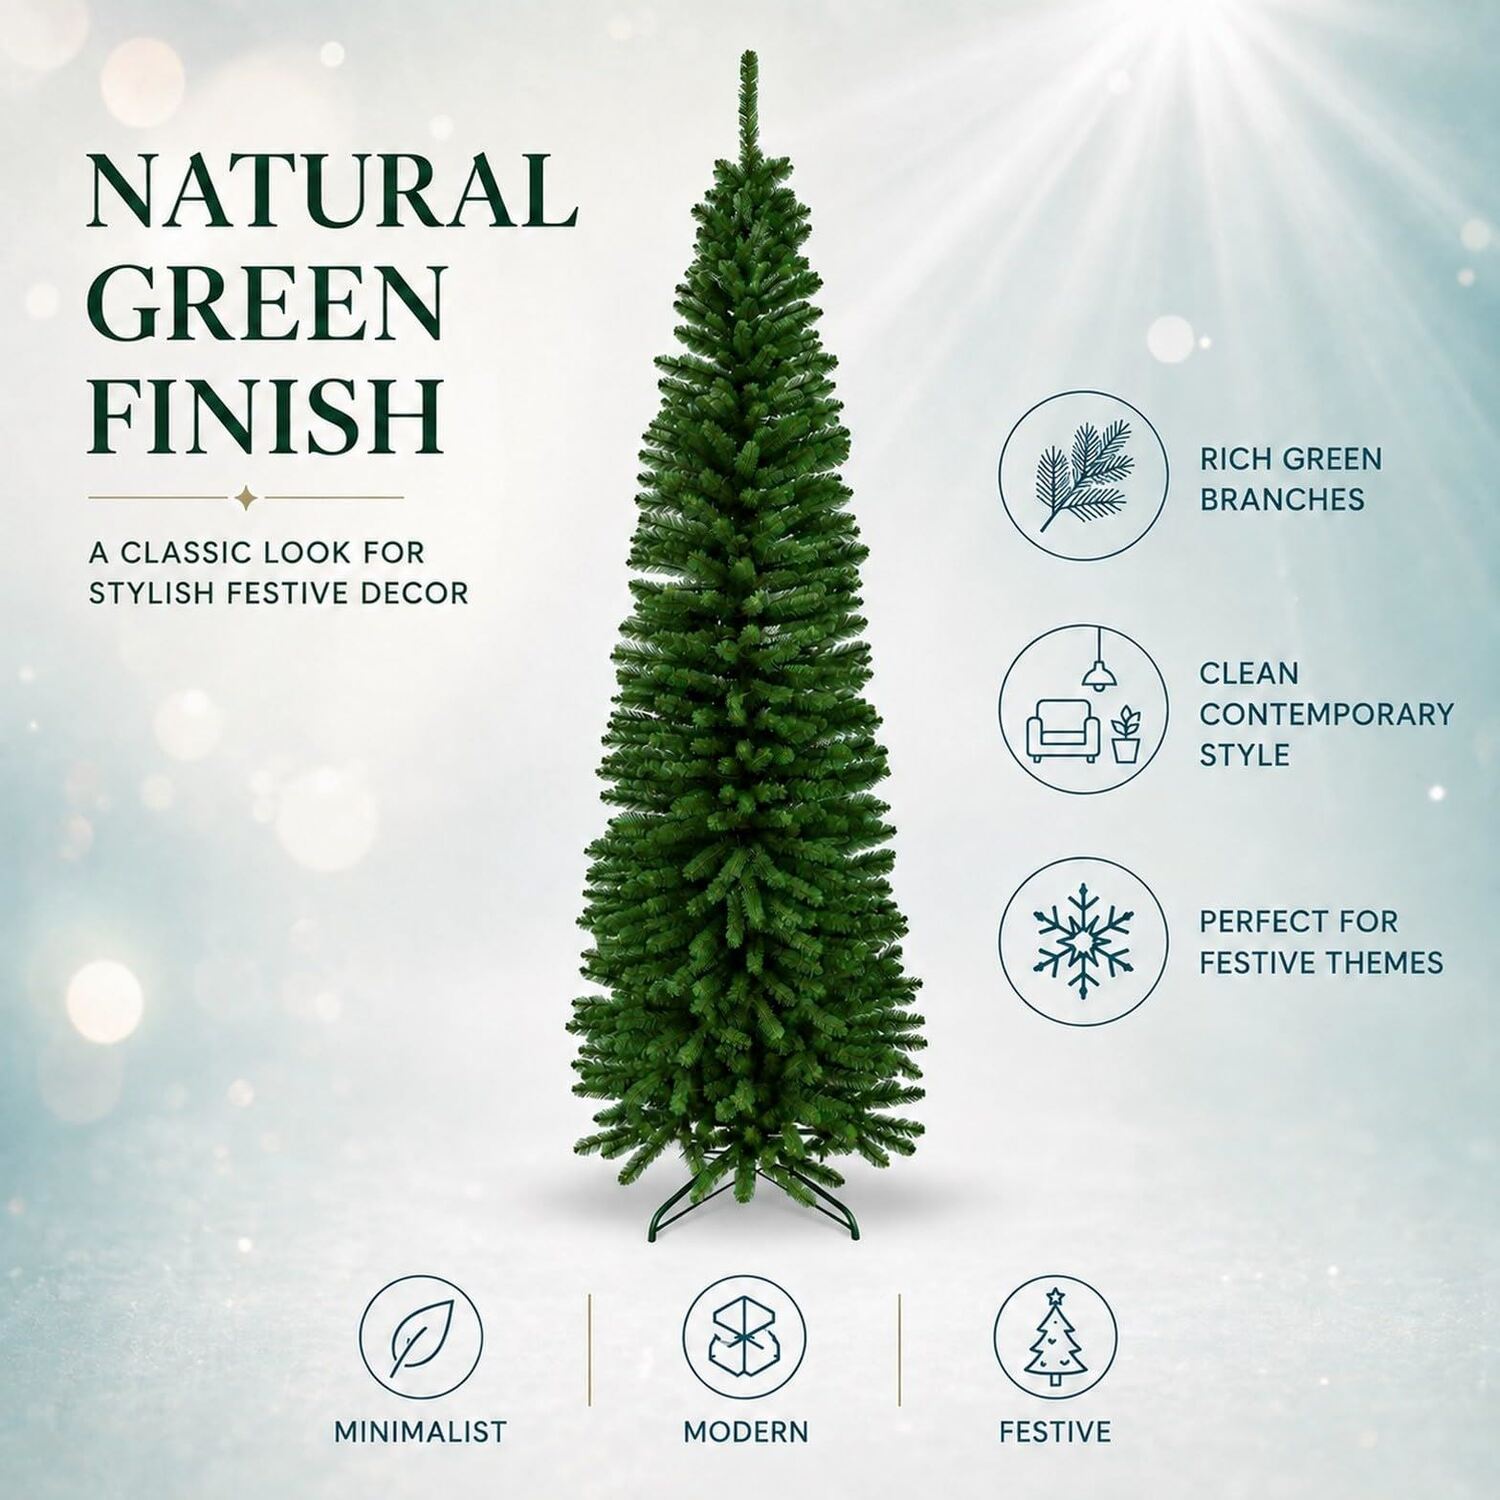 NATURAL
GREEN
FINISH
A CLASSIC LOOK FOR
STYLISH FESTIVE DECOR
RICH GREEN
BRANCHES
CLEAN
CONTEMPORARY
STYLE
PERFECT FOR
FESTIVE THEMES
MINIMALIST
MODERN
FESTIVE